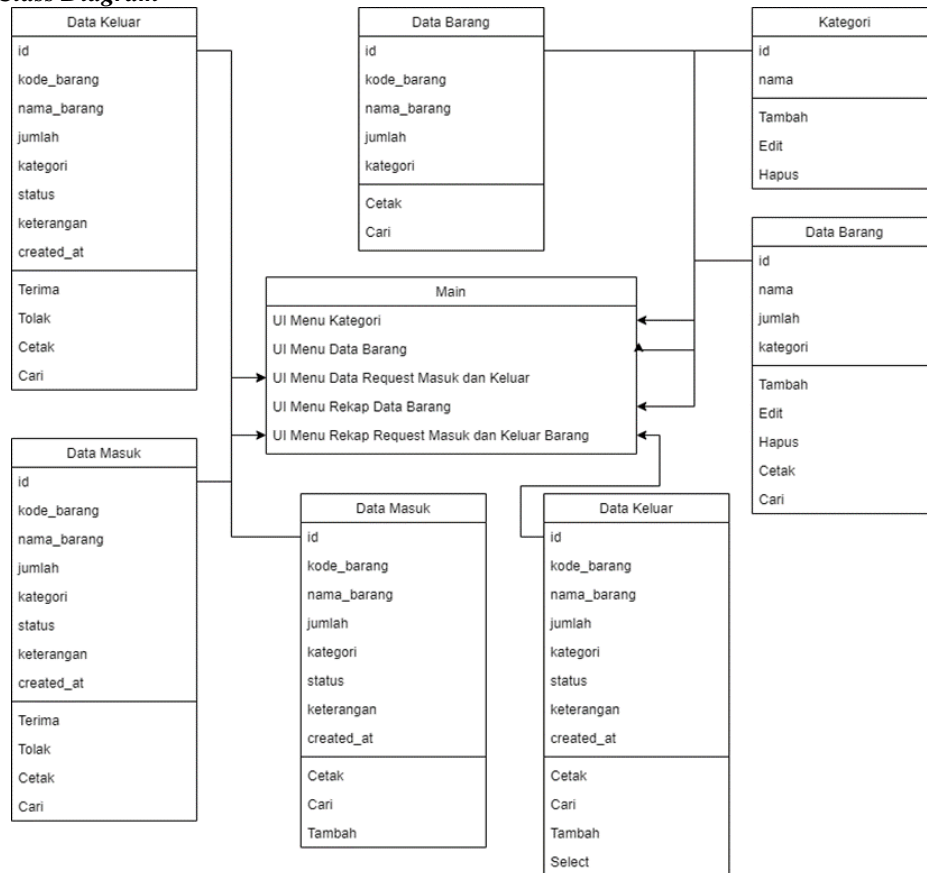 Class Diagram
Data Keluar
id
kode_barang
nama_barang
jumlah
kategori
status
keterangan
created_at
Terima
Tolak
Cetak
Cari
Data Barang
id
kode_barang
nama_barang
jumlah
kategori
Cetak
Cari
Kategori
id
nama
Tambah
Edit
Hapus
Data Barang
id
nama
jumlah
kategori
Tambah
Edit
Hapus
Cetak
Cari
Main
UI Menu Kategori
UI Menu Data Barang
UI Menu Data Request Masuk dan Keluar
UI Menu Rekap Data Barang
UI Menu Rekap Request Masuk dan Keluar Barang
Data Masuk
id
kode_barang
nama_barang
jumlah
kategori
status
keterangan
created_at
Terima
Tolak
Cetak
Cari
Data Masuk
id
kode_barang
nama_barang
jumlah
kategori
status
keterangan
created_at
Cetak
Cari
Tambah
Data Keluar
id
kode_barang
nama_barang
jumlah
kategori
status
keterangan
created_at
Cetak
Cari
Tambah
Select